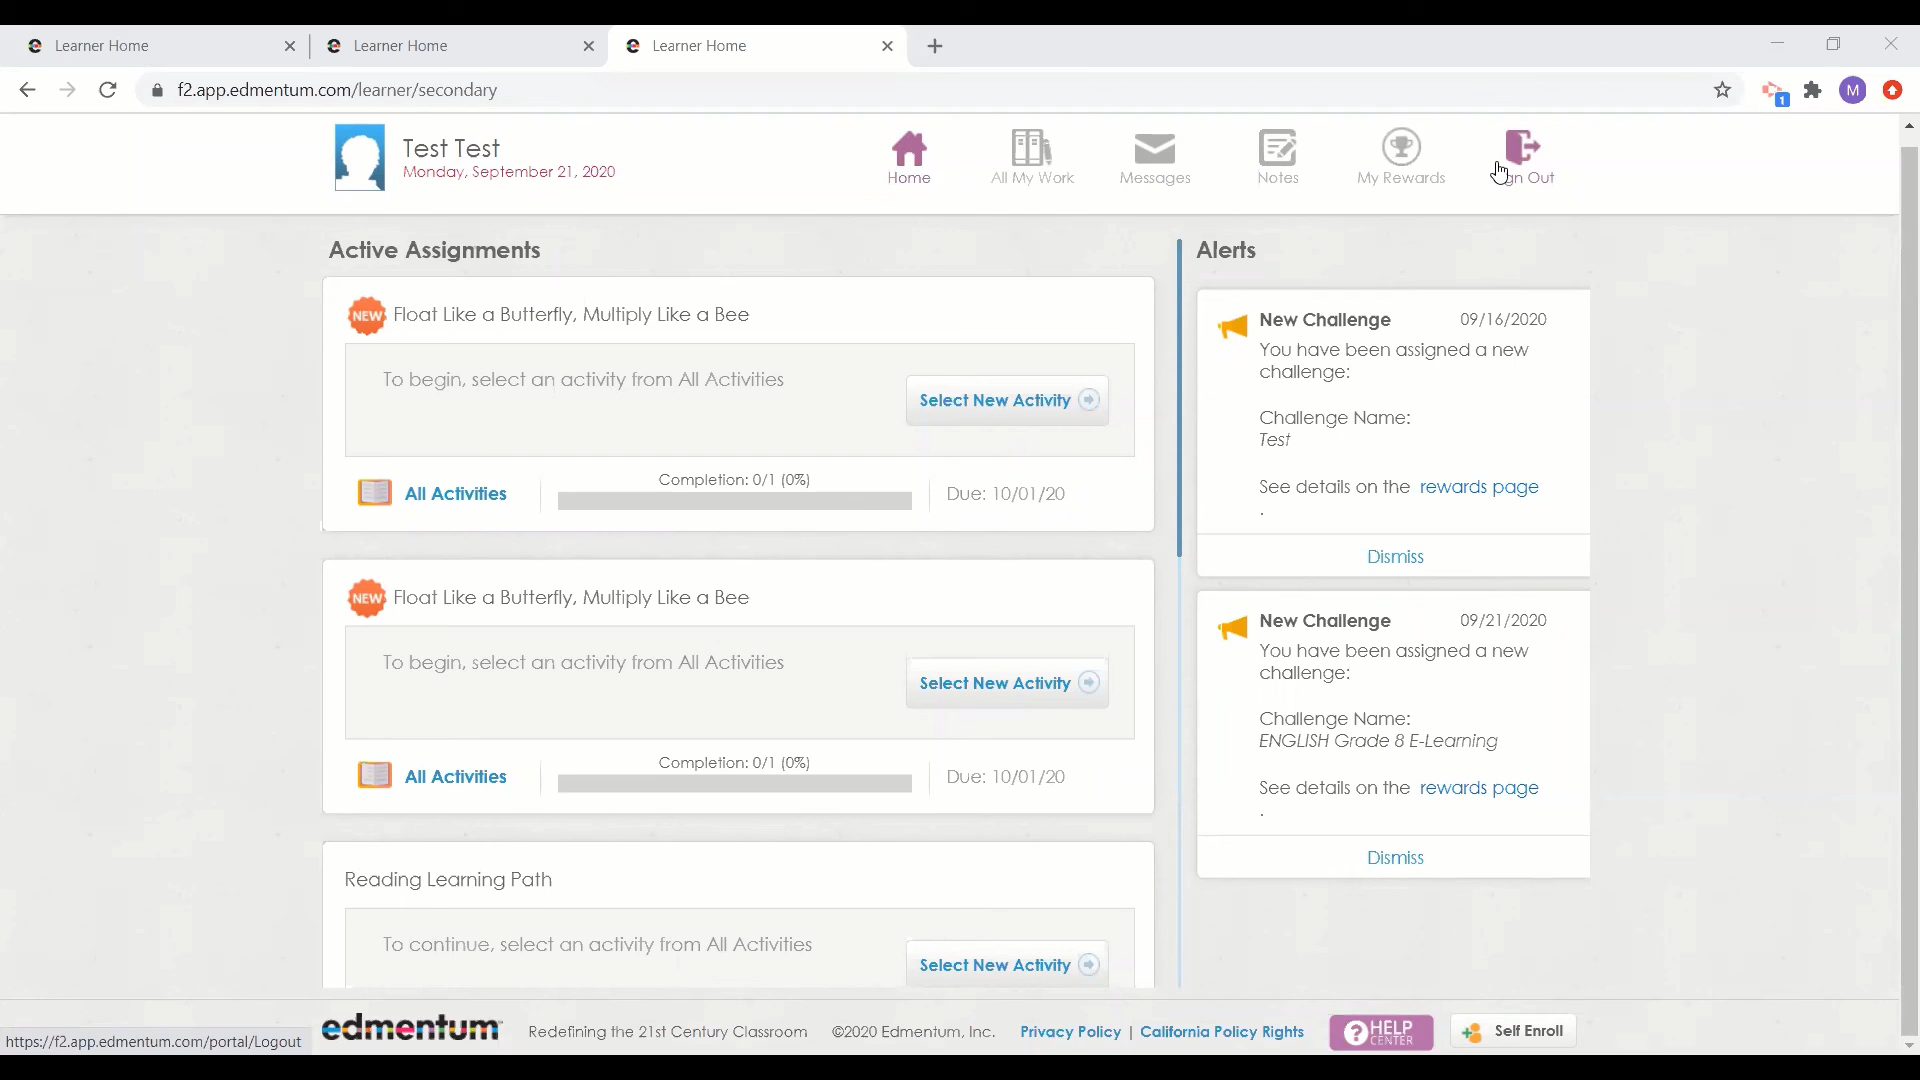 Learner Home
Learner Home
Learner Home
f2.app.edmentum.com/learner/secondary
1
M
Test Test
Monday, September 21, 2020
Home
All My Work
Messages
Notes
My Rewards
Out
Active Assignments
NEW Float Like a Butterfly, Multiply Like a Bee
To begin, select an activity from All Activities
Select New Activity
All Activities
Completion: 0/1 (0%)
Due: 10/01/20
NEW Float Like a Butterfly, Multiply Like a Bee
To begin, select an activity from All Activities
Select New Activity
All Activities
Completion: 0/1 (0%)
Due: 10/01/20
Reading Learning Path
To continue, select an activity from All Activities
Select New Activity
Alerts
New Challenge 09/16/2020
You have been assigned a new
challenge:
Challenge Name:
Test
See details on the rewards page
.
Dismiss
New Challenge 09/21/2020
You have been assigned a new
challenge:
Challenge Name:
ENGLISH Grade 8 E-Learning
See details on the rewards page
.
Dismiss
https://f2.app.edmentum.com/portal/Logout
edmentum
Redefining the 21st Century Classroom
©2020 Edmentum, Inc.
Privacy Policy | California Policy Rights
? HELP
CENTER
Self Enroll